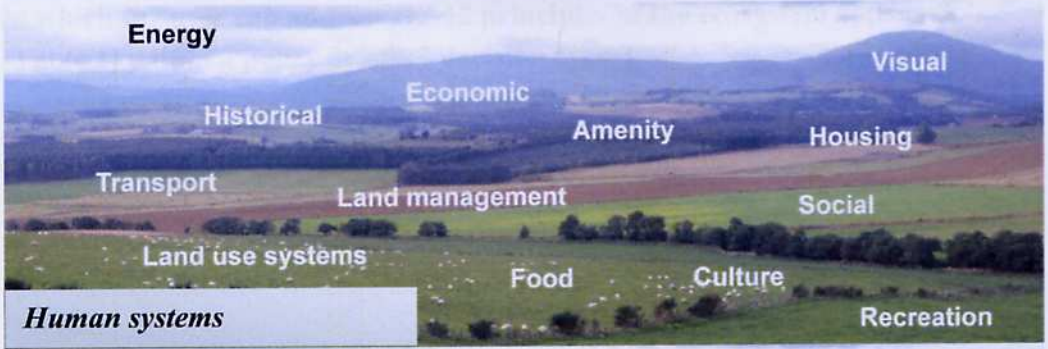 Energy
Visual
Economic
Historical
Amenity
Housing
Transport
Land management
Social
Land use systems
Food
Culture
Recreation
Human systems